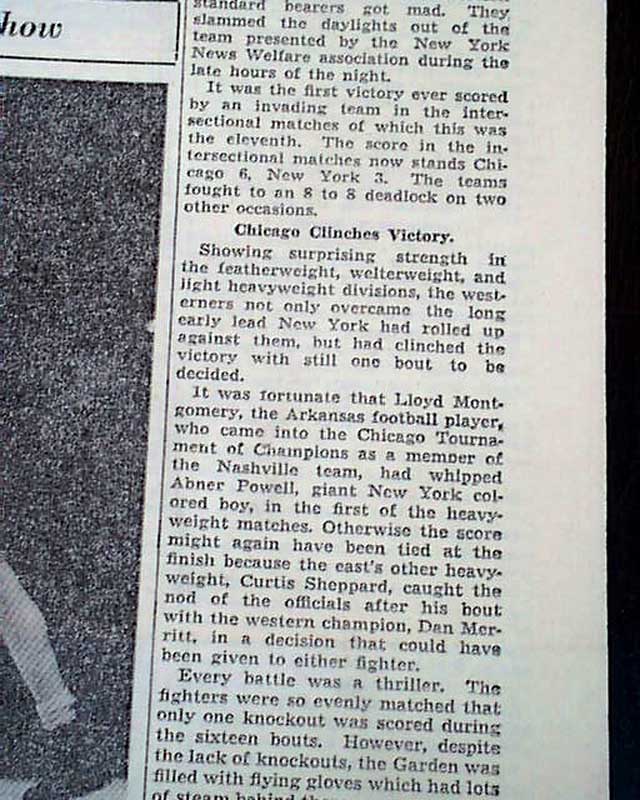 how
standard bearers got mad. They
slammed the daylights out of the
team presented by the New York
News Welfare association during the
late hours of the night.
It was the first victory ever scored
by an invading team in the inter-
sectional matches of which this was
the eleventh. The score in the in-
tersectional matches now stands Chi-
cago 6, New York 3. The teams
fought to an 8 to 8 deadlock on two
other occasions.
Chicago Clinches Victory.
Showing surprising strength in
the featherweight, welterweight, and
light heavyweight divisions, the west-
erners not only overcame the long
early lead New York had rolled up
against them, but had clinched the
victory with still one bout to be
decided.
It was fortunate that Lloyd Mont-
gomery, the Arkansas football player,
who came into the Chicago Tourna-
ment of Champions as a member of
the Nashville team, had whipped
Abner Powell, giant New York col-
ored boy, in the first of the heavy-
weight matches. Otherwise the score
might again have been tied at the
finish because the east's other heavy-
weight, Curtis Sheppard, caught the
nod of the officials after his bout
with the western champion, Dan Mer-
ritt, in a decision that could have
been given to either fighter.
Every battle was a thriller. The
fighters were so evenly matched that
only one knockout was scored during
the sixteen bouts. However, despite
the lack of knockouts, the Garden was
filled with flying gloves which had lots
of steam behind